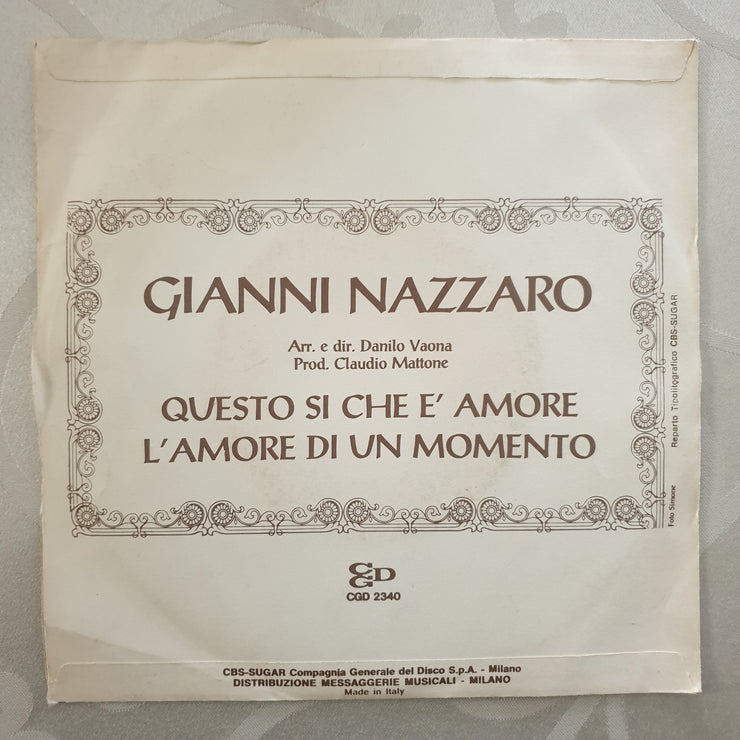 GIANNI NAZZARO
Arr. e dir. Danilo Vaona
Prod. Claudio Mattone
QUESTO SI CHE E' AMORE
L'AMORE DI UN MOMENTO
Foto Simone
Reparto Tipolitografico CBS-SUGAR
CGD
CGD 2340
CBS-SUGAR Compagnia Generale del Disco S.p.A. - Milano
DISTRIBUZIONE MESSAGGERIE MUSICALI - MILANO
Made in Italy